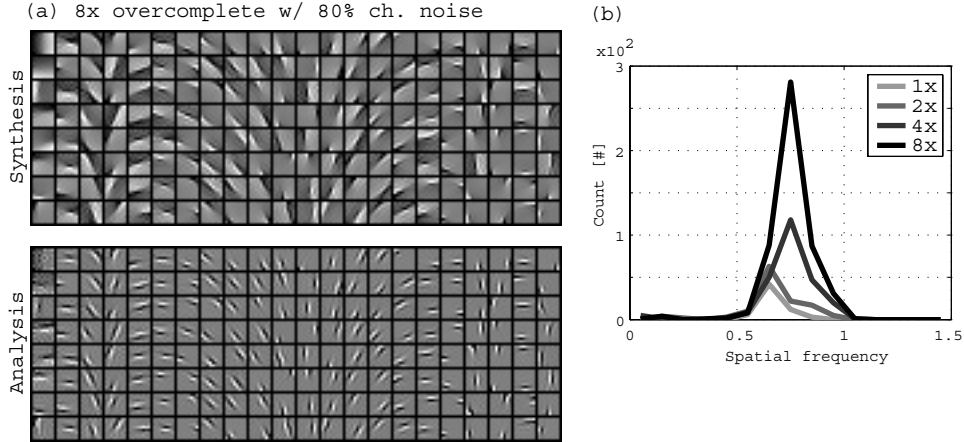 (a) 8x overcomplete w/ 80% ch. noise
Synthesis
Analysis
(b)
x10²
3
2
1
0
Count [#]
0
0.5
1
1.5
Spatial frequency
1x
2x
4x
8x